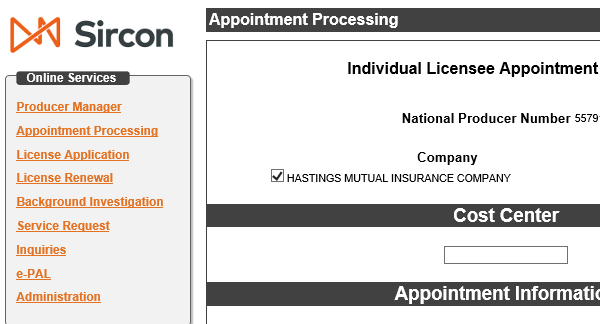 Sircon
Online Services
Producer Manager
Appointment Processing
License Application
License Renewal
Background Investigation
Service Request
Inquiries
e-PAL
Administration
Appointment Processing
Individual Licensee Appointment
National Producer Number 5579
Company
HASTINGS MUTUAL INSURANCE COMPANY
Cost Center
Appointment Informatio